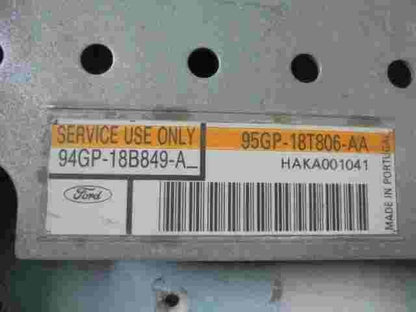 SERVICE USE ONLY
95GP-18T806-AA
94GP-18B849-A_
HAKA001041
Ford
MADE IN PORTUGAL